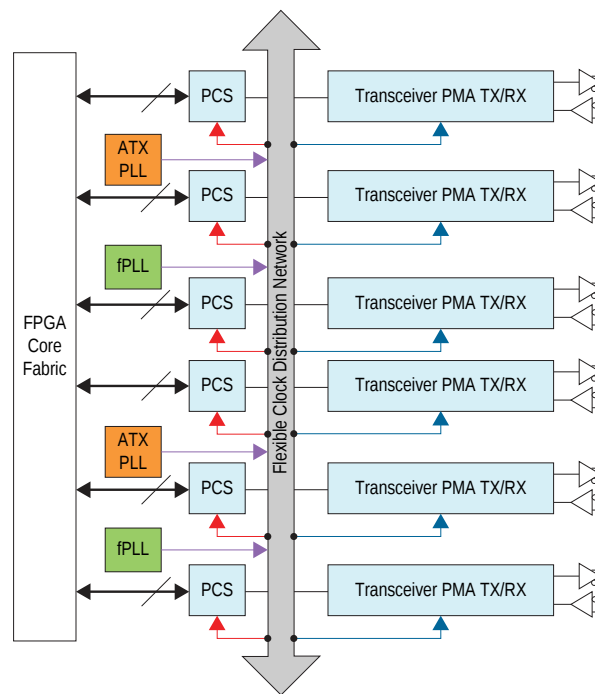 PCS
Transceiver PMA TX/RX
ATX
PLL
PCS
Transceiver PMA TX/RX
fPLL
PCS
Transceiver PMA TX/RX
FPGA
Core
Fabric
Flexible Clock Distribution Network
PCS
Transceiver PMA TX/RX
ATX
PLL
PCS
Transceiver PMA TX/RX
fPLL
PCS
Transceiver PMA TX/RX